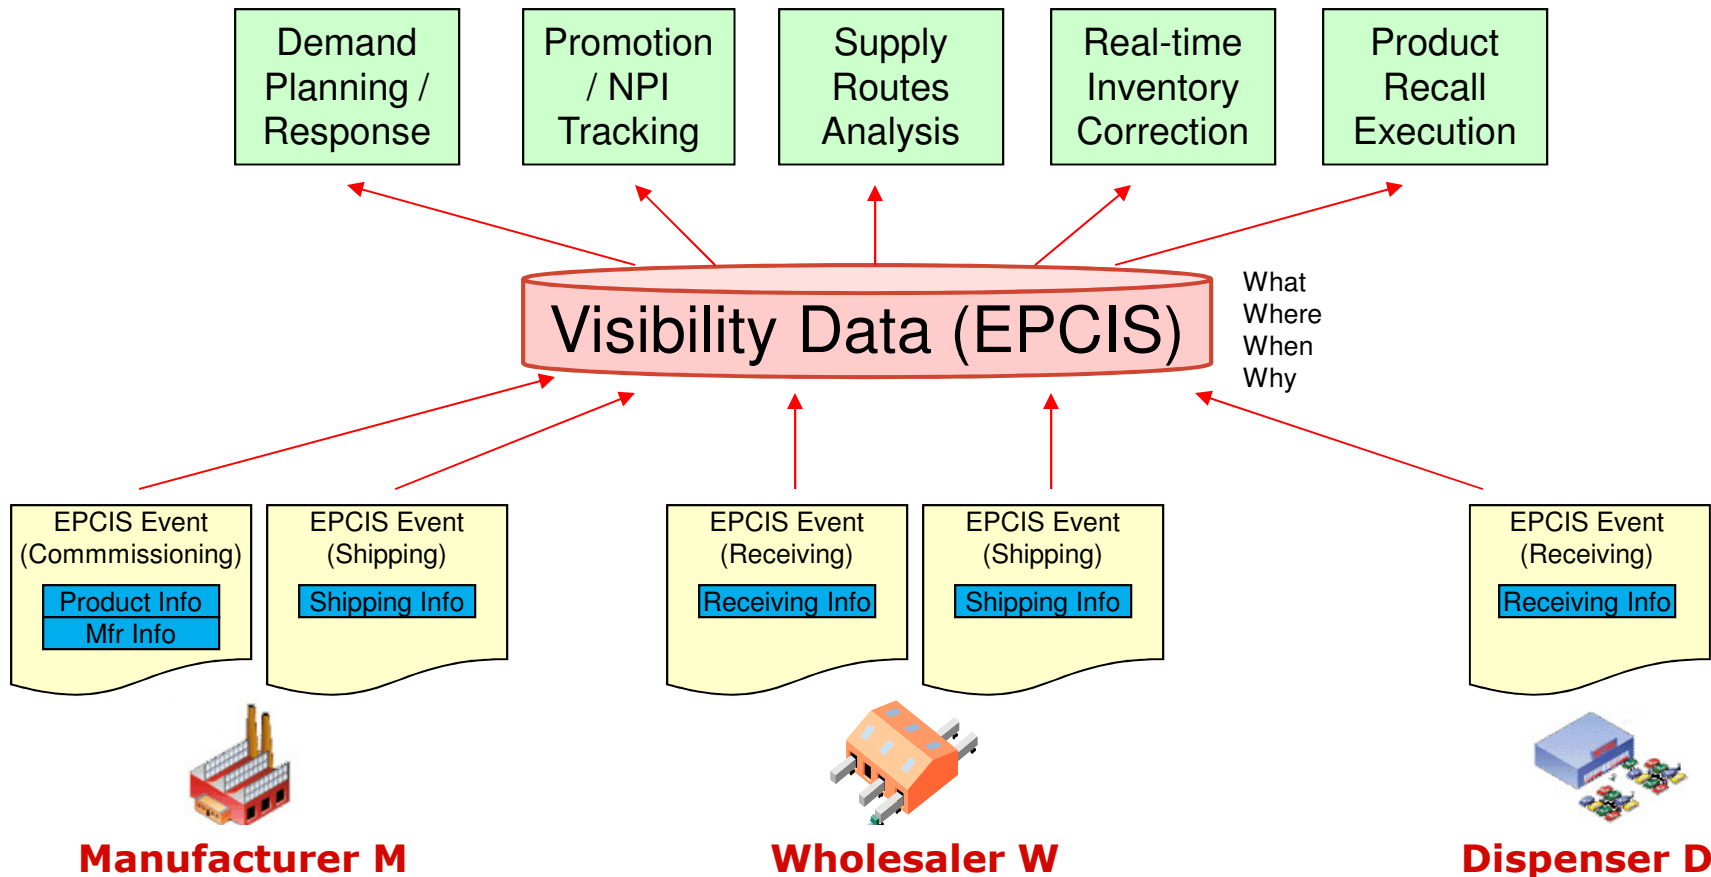 Demand
Planning /
Response
Promotion
/ NPI
Tracking
Supply
Routes
Analysis
Real-time
Inventory
Correction
Product
Recall
Execution
Visibility Data (EPCIS)
What
Where
When
Why
EPCIS Event
(Commmissioning)
Product Info
Mfr Info
EPCIS Event
(Shipping)
Shipping Info
EPCIS Event
(Receiving)
Receiving Info
EPCIS Event
(Shipping)
Shipping Info
EPCIS Event
(Receiving)
Receiving Info
Manufacturer M
Wholesaler W
Dispenser D